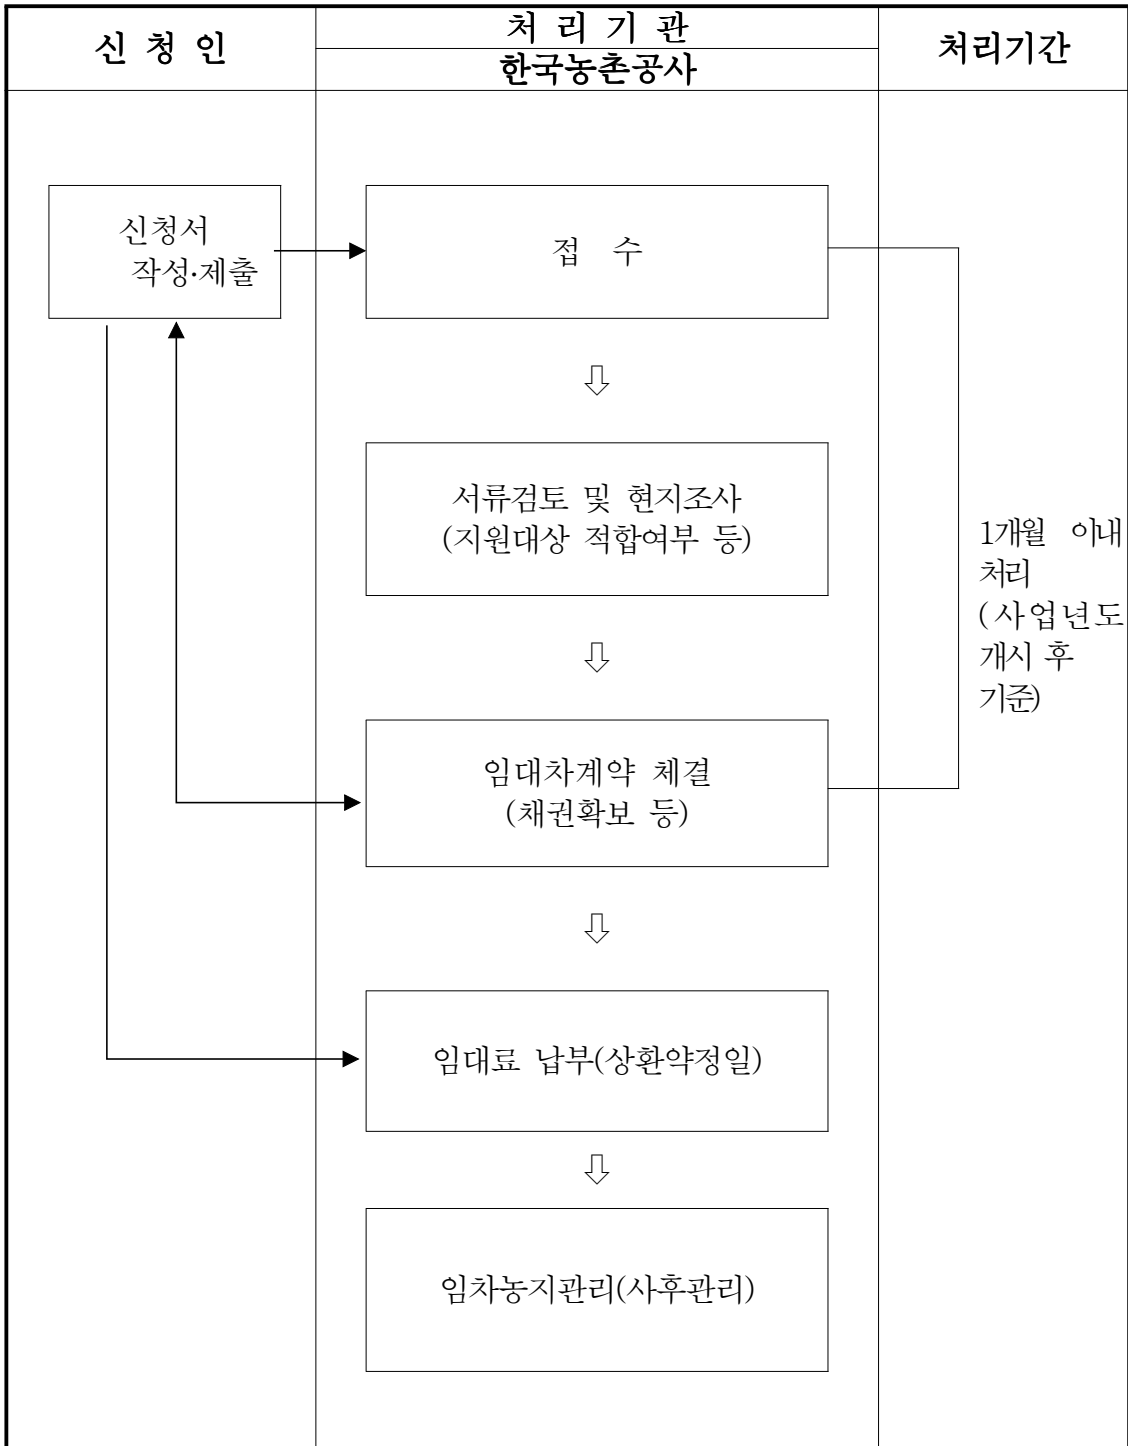 신 청 인
처 리 기 관
한국농촌공사
처리기간
신청서
작성·제출
접 수
⇩
서류검토 및 현지조사
(지원대상 적합여부 등)
1개월 이내
처리
(사업년도
개시 후
기준)
⇩
임대차계약 체결
(채권확보 등)
⇩
임대료 납부(상환약정일)
⇩
임차농지관리(사후관리)